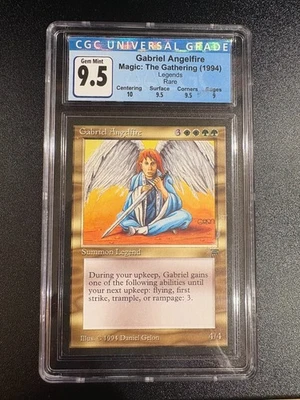 CGC UNIVERSAL GRADE
Gem Mint
9.5
Gabriel Angelfire
Magic: The Gathering (1994)
Legends
Rare
Centering Surface Corners Edges
10 9.5 9.5 9
Gabriel Angelfire
3
Summon Legend
During your upkeep, Gabriel gains
one of the following abilities until
your next upkeep: flying, first
strike, trample, or rampage: 3.
Illus. © 1994 Daniel Gelon
4/4